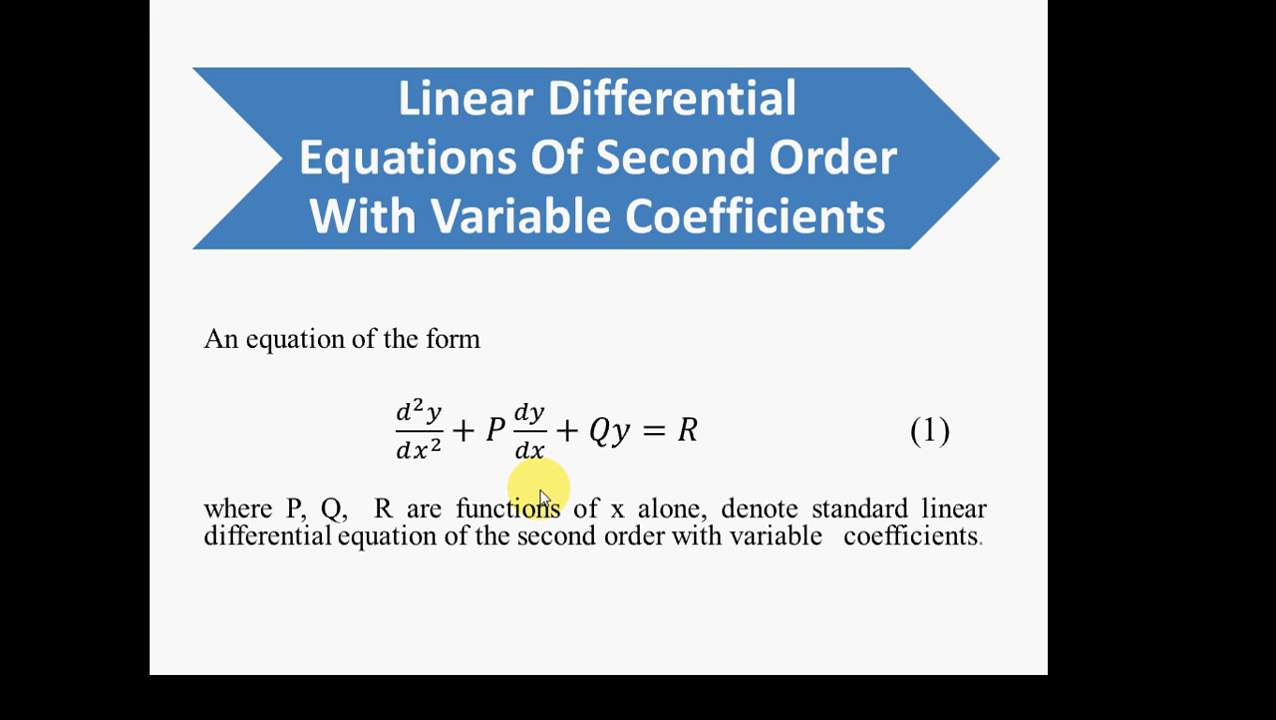 Linear Differential
Equations Of Second Order
With Variable Coefficients
An equation of the form
d²y/dx² + P dy/dx + Qy = R (1)
where P, Q, R are functions of x alone, denote standard linear
differential equation of the second order with variable coefficients.